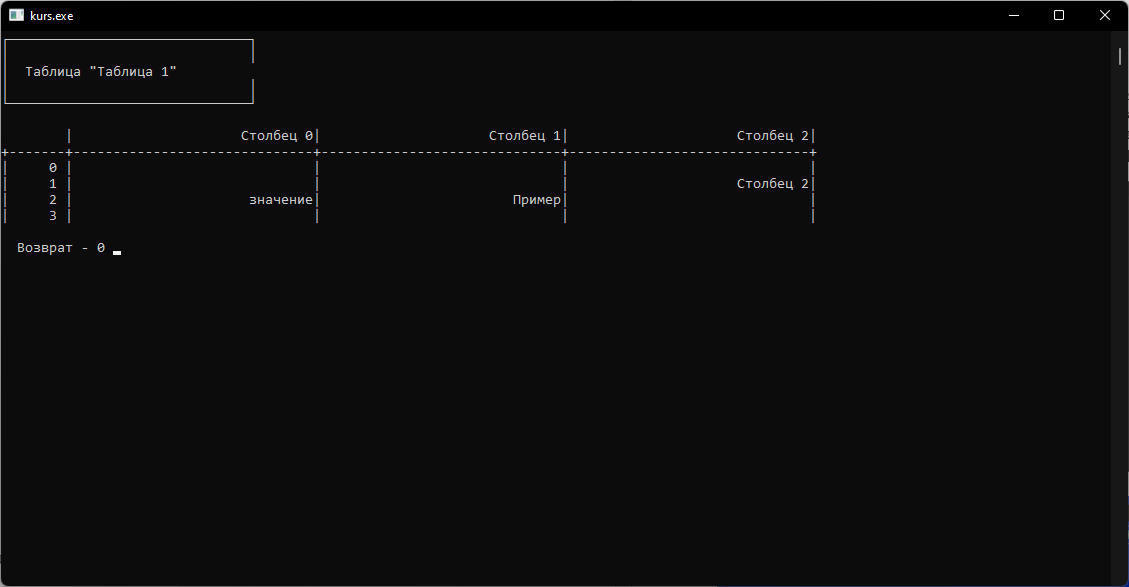 kurs.exe
Таблица "Таблица 1"
| Столбец 0| Столбец 1| Столбец 2|
+-------+------------------------------+------------------------------+------------------------------+
| 0 | | | |
| 1 | | | Столбец 2|
| 2 | значение| Пример| |
| 3 | | | |
Возврат - 0